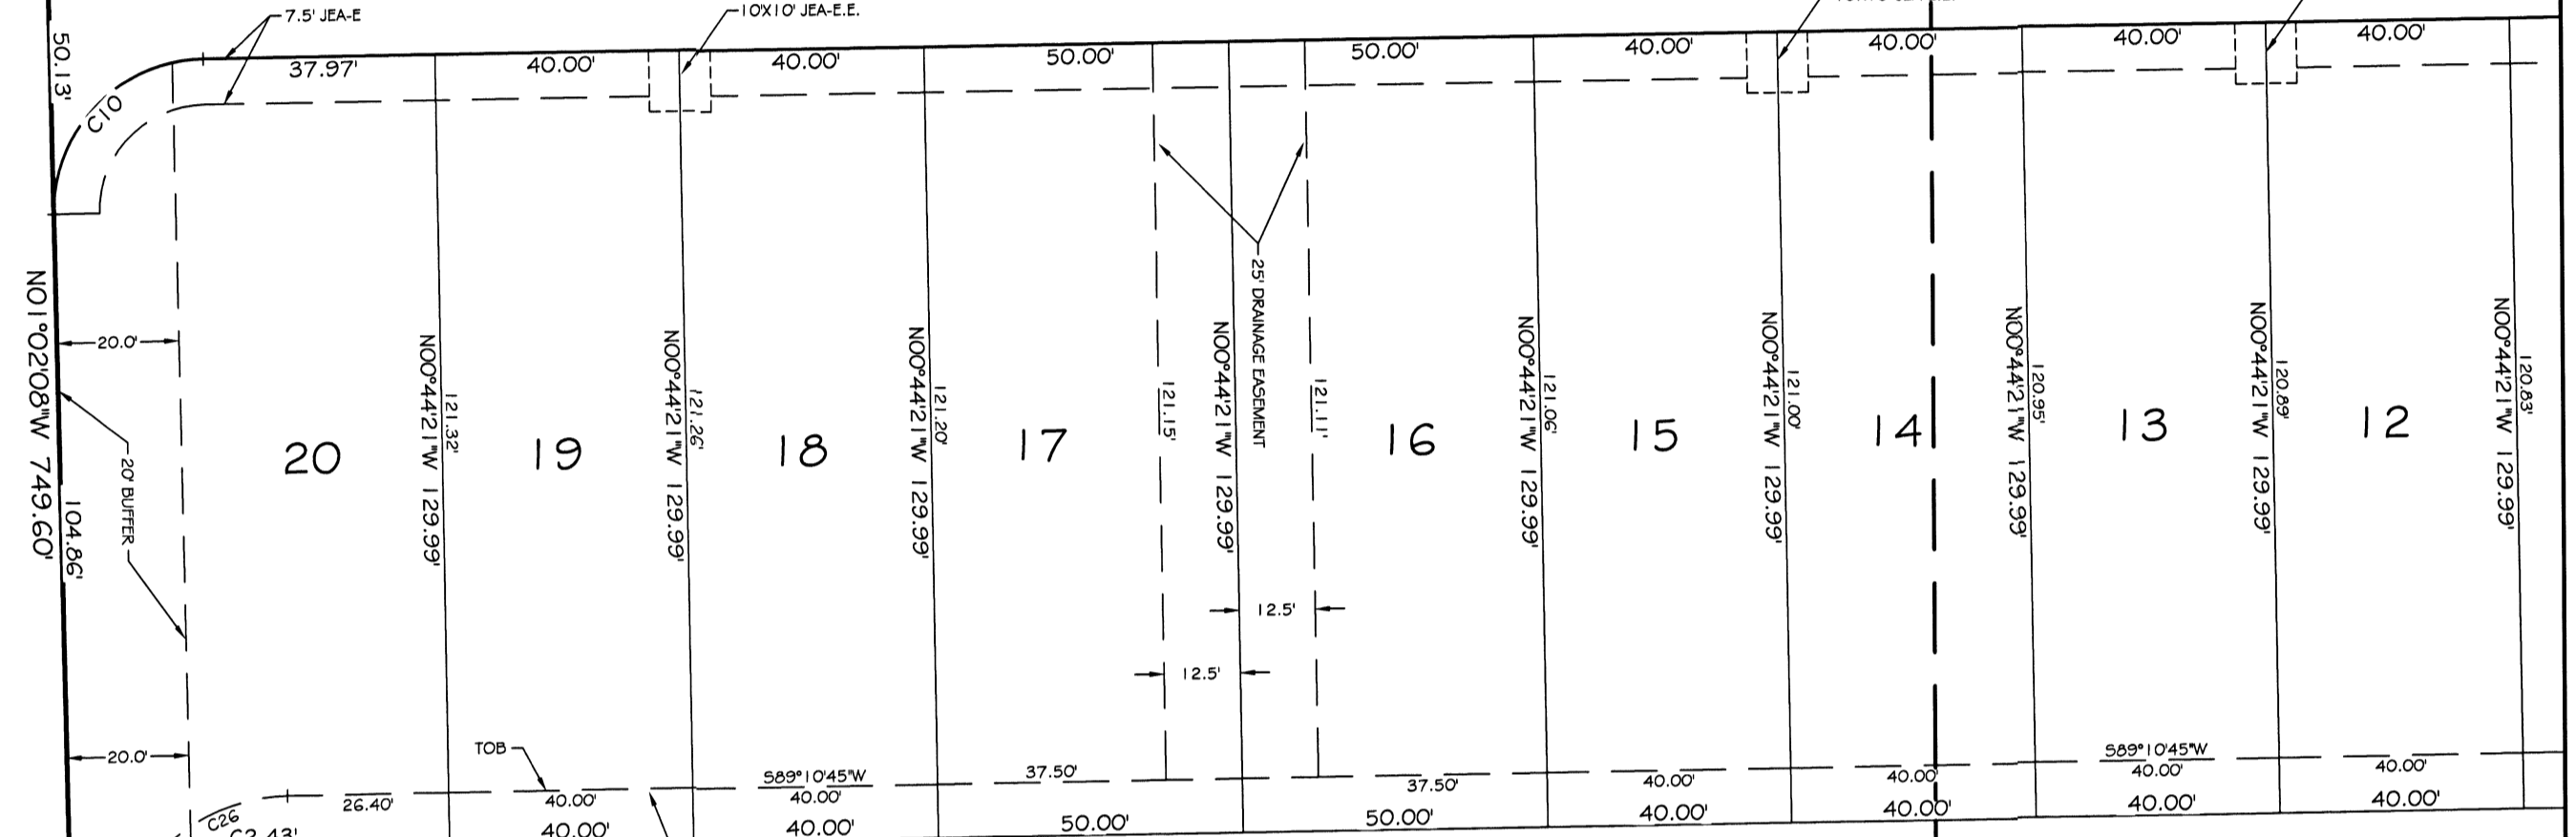 7.5' JEA-E
10'X10' JEA-E.E.
50.13'
C10
37.97'
40.00'
40.00'
50.00'
50.00'
40.00'
40.00'
40.00'
40.00'
N01°02'08"W 749.60'
104.86'
20.0'
20' BUFFER
20.0'
20
N00°44'21"W 129.99'
121.32'
19
N00°44'21"W 129.99'
121.26'
18
N00°44'21"W 129.99'
121.20'
17
121.15'
N00°44'21"W 129.99'
25' DRAINAGE EASEMENT
121.11'
16
N00°44'21"W 129.99'
121.06'
15
N00°44'21"W 129.99'
121.00'
14
N00°44'21"W 129.99'
120.95'
13
N00°44'21"W 129.99'
120.89'
12
N00°44'21"W 129.99'
120.83'
12.5'
12.5'
TOB
C26
26.40'
40.00'
S89°10'45"W
40.00'
37.50'
37.50'
40.00'
40.00'
S89°10'45"W
40.00'
40.00'
40.00'
40.00'
50.00'
50.00'
40.00'
40.00'
40.00'
40.00'